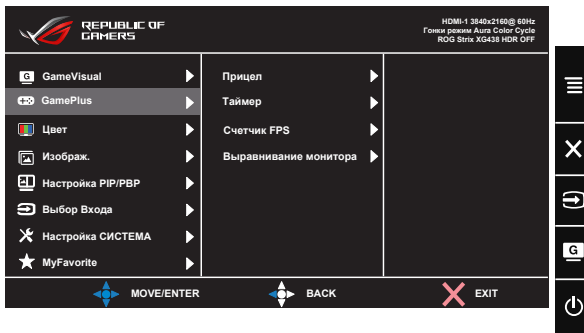 REPUBLIC OF
GAMERS
HDMI-1 3840x2160@ 60Hz
Гонки режим Aura Color Cycle
ROG Strix XG438 HDR OFF
G GameVisual
GamePlus
Цвет
Изображ.
Настройка PIP/PBP
Выбор Входа
Настройка СИСТЕМА
MyFavorite
Прицел
Таймер
Счетчик FPS
Выравнивание монитора
MOVE/ENTER
BACK
EXIT
G